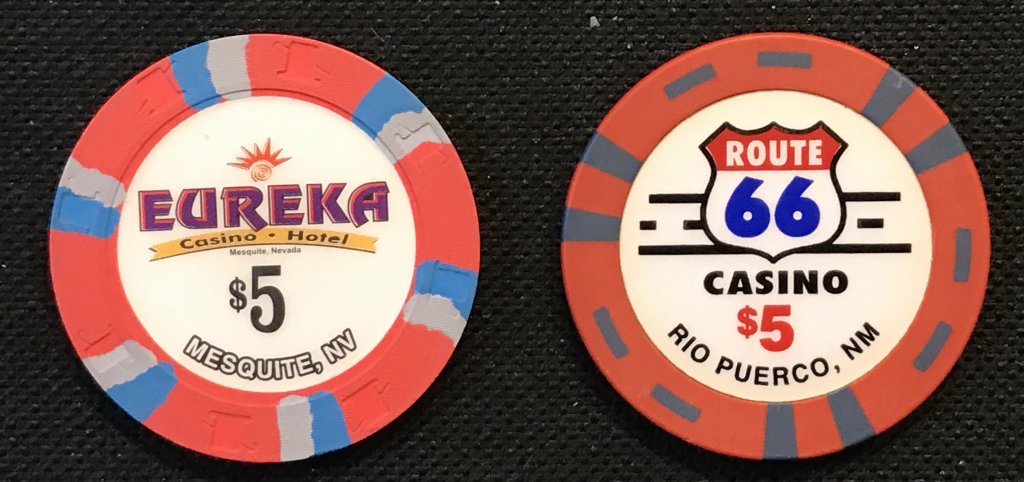 EUREKA
Casino • Hotel
Mesquite, Nevada
$5
MESQUITE, NV
ROUTE
66
CASINO
$5
RIO PUERCO, NM